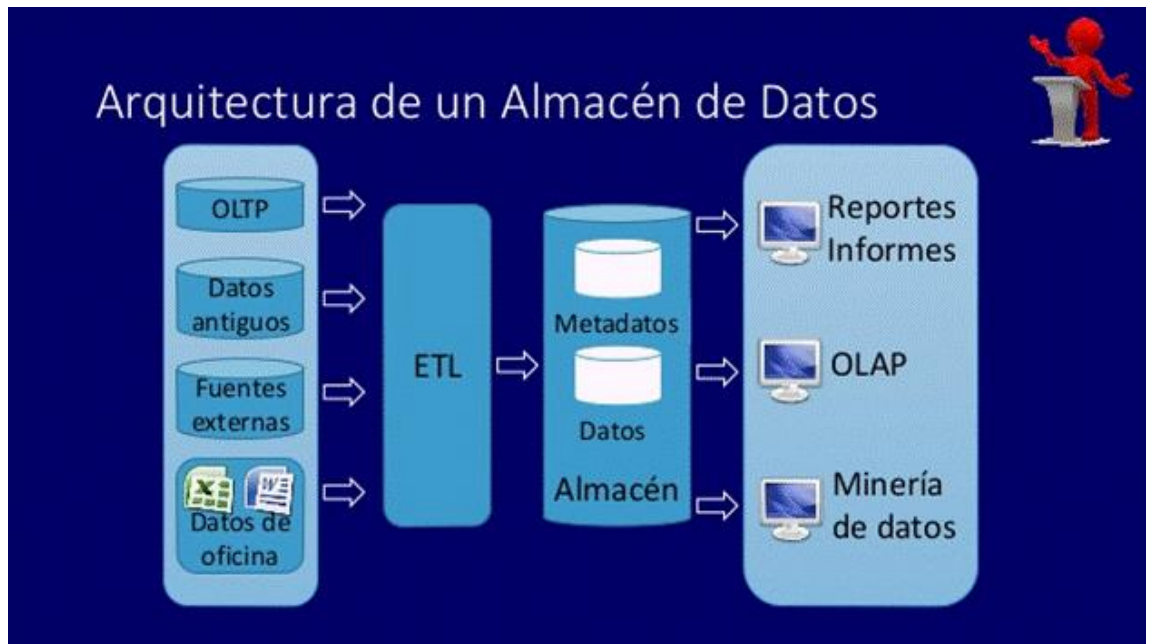 Arquitectura de un Almacén de Datos
OLTP
Datos
antiguos
Fuentes
externas
Datos de
oficina
ETL
Metadatos
Datos
Almacén
Reportes
Informes
OLAP
Minería
de datos